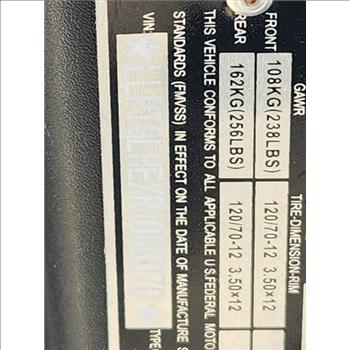 GAWR TIRE-DIMENSION-RIM
FRONT 108KG(238LBS) 120/70-12 3.50×12
REAR 162KG(256LBS) 120/70-12 3.50×12
THIS VEHICLE CONFORMS TO ALL APPLICABLE U.S.FEDERAL MOTO
STANDARDS (FMVSS) IN EFFECT ON THE DATE OF MANUFACTURE S
VIN: TYPE